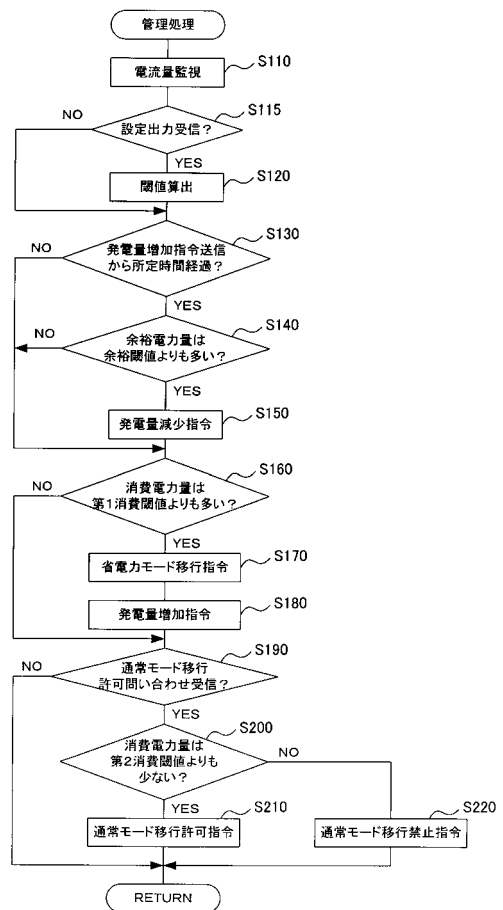 管理処理
電流量監視
S110
NO
設定出力受信？
S115
YES
閾値算出
S120
NO
発電量増加指令送信
から所定時間経過？
S130
YES
NO
余裕電力量は
余裕閾値よりも多い？
S140
YES
発電量減少指令
S150
NO
消費電力量は
第1消費閾値よりも多い？
S160
YES
省電力モード移行指令
S170
発電量増加指令
S180
NO
通常モード移行
許可問い合わせ受信？
S190
YES
消費電力量は
第2消費閾値よりも
少ない？
S200
NO
YES
通常モード移行許可指令
S210
通常モード移行禁止指令
S220
RETURN